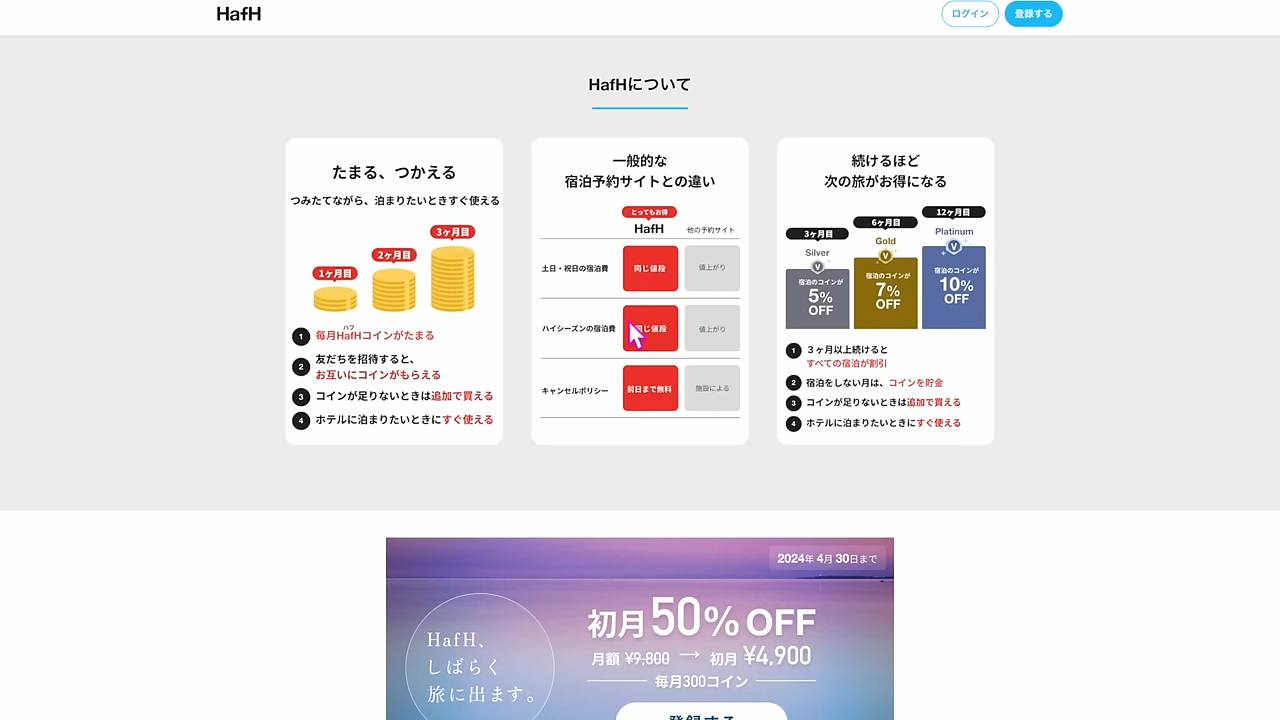 HafH
ログイン
登録する
HafHについて
たまる、つかえる
つみたてながら、泊まりたいときすぐ使える
1ヶ月目
2ヶ月目
3ヶ月目
1
ハフ
毎月HafHコインがたまる
2
友だちを招待すると、
お互いにコインがもらえる
3
コインが足りないときは追加で買える
4
ホテルに泊まりたいときにすぐ使える
一般的な
宿泊予約サイトとの違い
とってもお得
HafH
他の予約サイト
土日・祝日の宿泊費
同じ値段
値上がり
ハイシーズンの宿泊費
同じ値段
値上がり
キャンセルポリシー
前日まで無料
施設による
続けるほど
次の旅がお得になる
3ヶ月目
6ヶ月目
12ヶ月目
Silver
Gold
Platinum
V
V
V
宿泊のコインが
5%
OFF
宿泊のコインが
7%
OFF
宿泊のコインが
10%
OFF
1
３ヶ月以上続けると
すべての宿泊が割引
2
宿泊をしない月は、コインを貯金
3
コインが足りないときは追加で買える
4
ホテルに泊まりたいときにすぐ使える
2024年 4月 30日まで
HafH、
しばらく
旅に出ます。
初月50% OFF
月額 ¥9,800 → 初月 ¥4,900
毎月300コイン
登録する